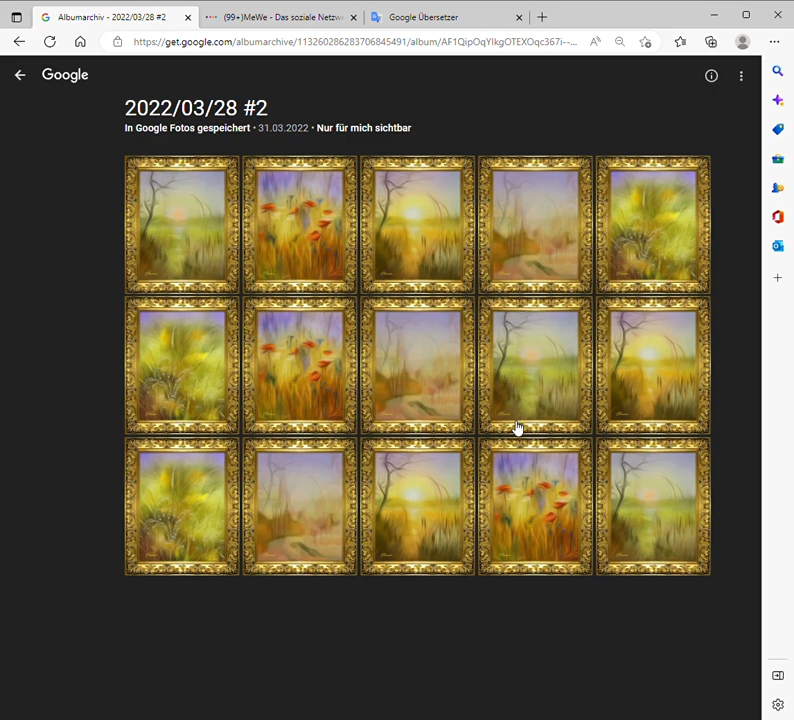 Albumarchiv - 2022/03/28 #2
(99+)MeWe - Das soziale Netzwe
Google Übersetzer
https://get.google.com/albumarchive/113260286283706845491/album/AF1QipOqYlkgOTEXOqc367i--...
Google
2022/03/28 #2
In Google Fotos gespeichert • 31.03.2022 • Nur für mich sichtbar